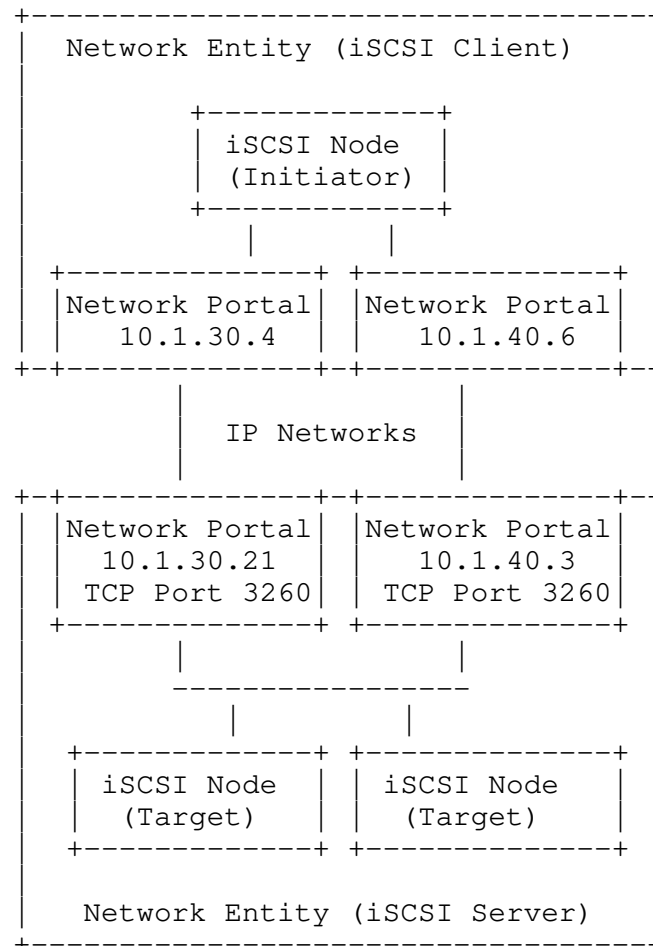 Network Entity (iSCSI Client)
iSCSI Node
(Initiator)
Network Portal Network Portal
10.1.30.4 10.1.40.6
IP Networks
Network Portal Network Portal
10.1.30.21 10.1.40.3
TCP Port 3260 TCP Port 3260
iSCSI Node iSCSI Node
(Target) (Target)
Network Entity (iSCSI Server)